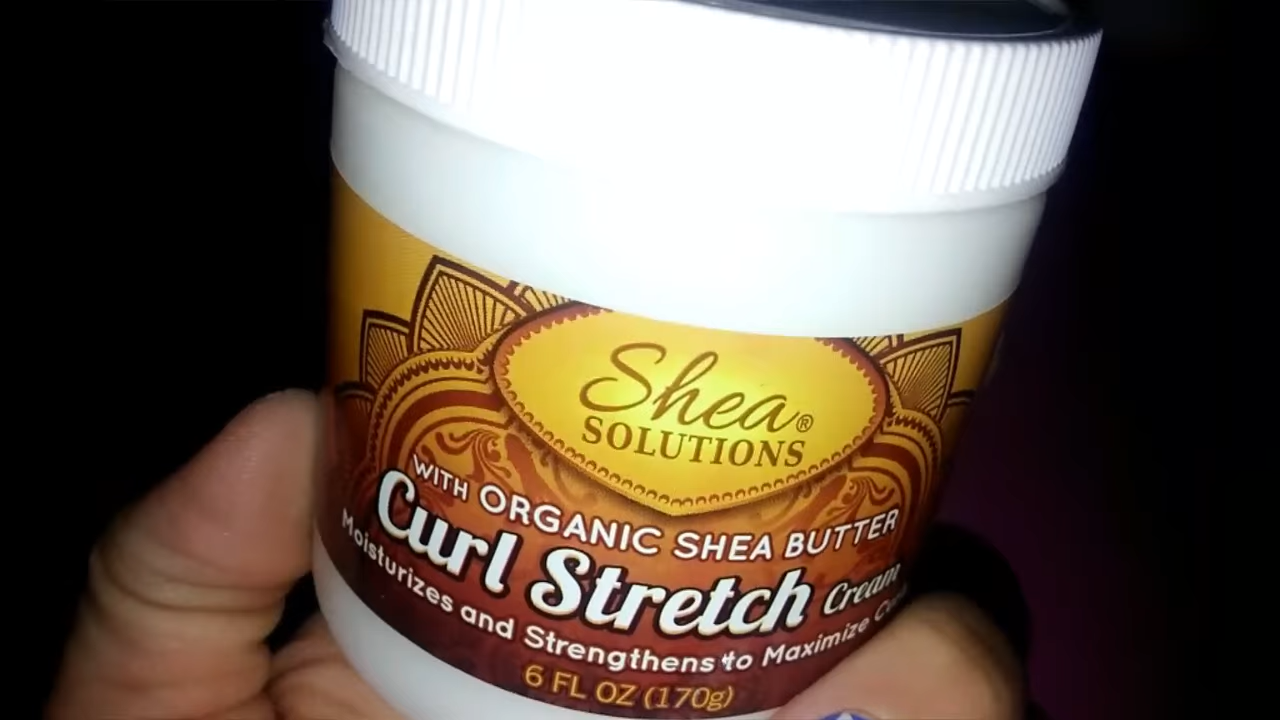 Shea®
SOLUTIONS
WITH ORGANIC SHEA BUTTER
Curl Stretch Cream
Moisturizes and Strengthens to Maximize
6 FL OZ (170g)